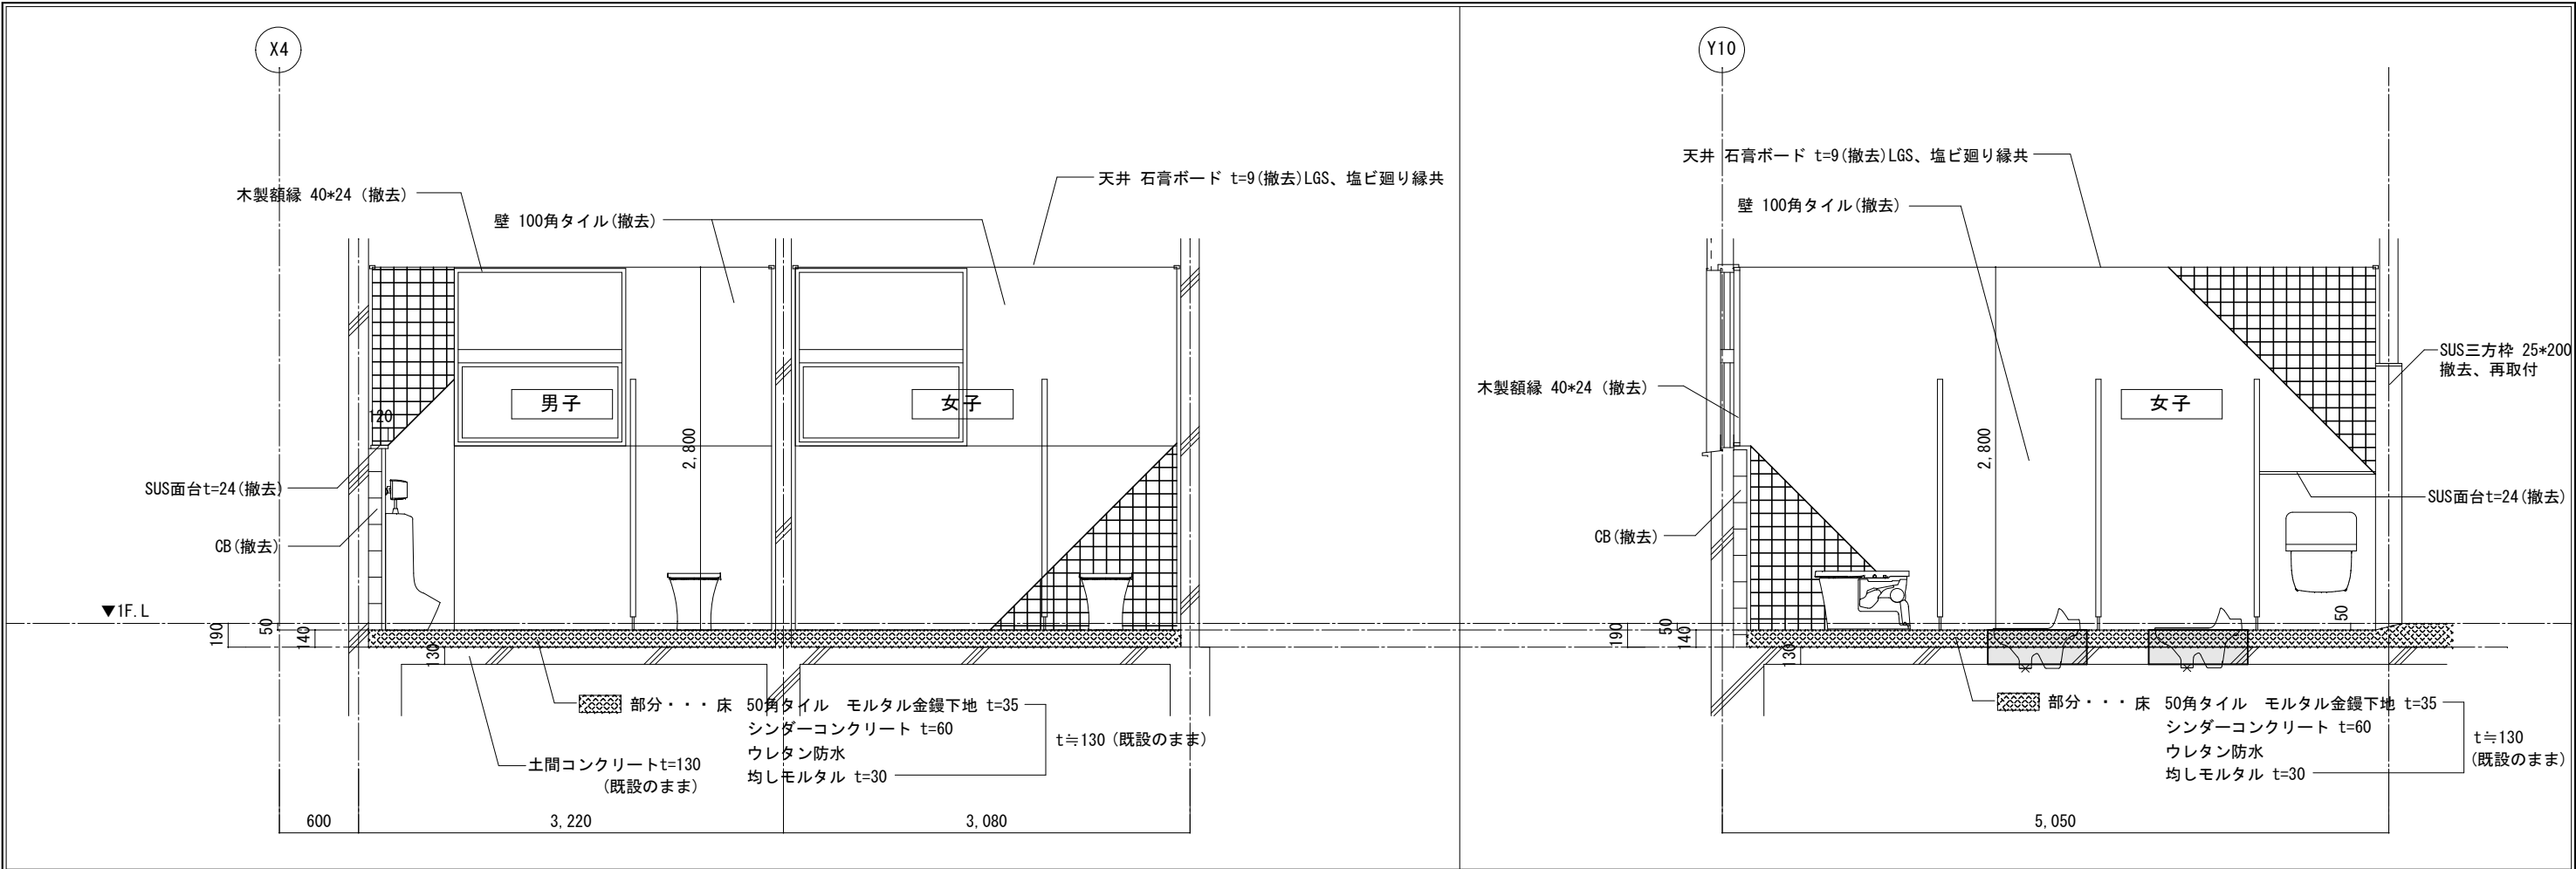 X4
木製額縁 40*24 (撤去)
壁 100角タイル(撤去)
天井 石膏ボード t=9(撤去)LGS、塩ビ廻り縁共
男子
女子
120
2,800
SUS面台t=24(撤去)
CB(撤去)
▼1F.L
190
50
140
130
部分・・・ 床 50角タイル モルタル金鏝下地 t=35
シンダーコンクリート t=60
ウレタン防水
均しモルタル t=30
t≒130 (既設のまま)
土間コンクリートt=130
(既設のまま)
600
3,220
3,080
Y10
天井 石膏ボード t=9(撤去)LGS、塩ビ廻り縁共
壁 100角タイル(撤去)
木製額縁 40*24 (撤去)
女子
2,800
SUS三方枠 25*200
撤去、再取付
SUS面台t=24(撤去)
CB(撤去)
190
50
140
130
50
部分・・・ 床 50角タイル モルタル金鏝下地 t=35
シンダーコンクリート t=60
ウレタン防水
均しモルタル t=30
t≒130
(既設のまま)
5,050